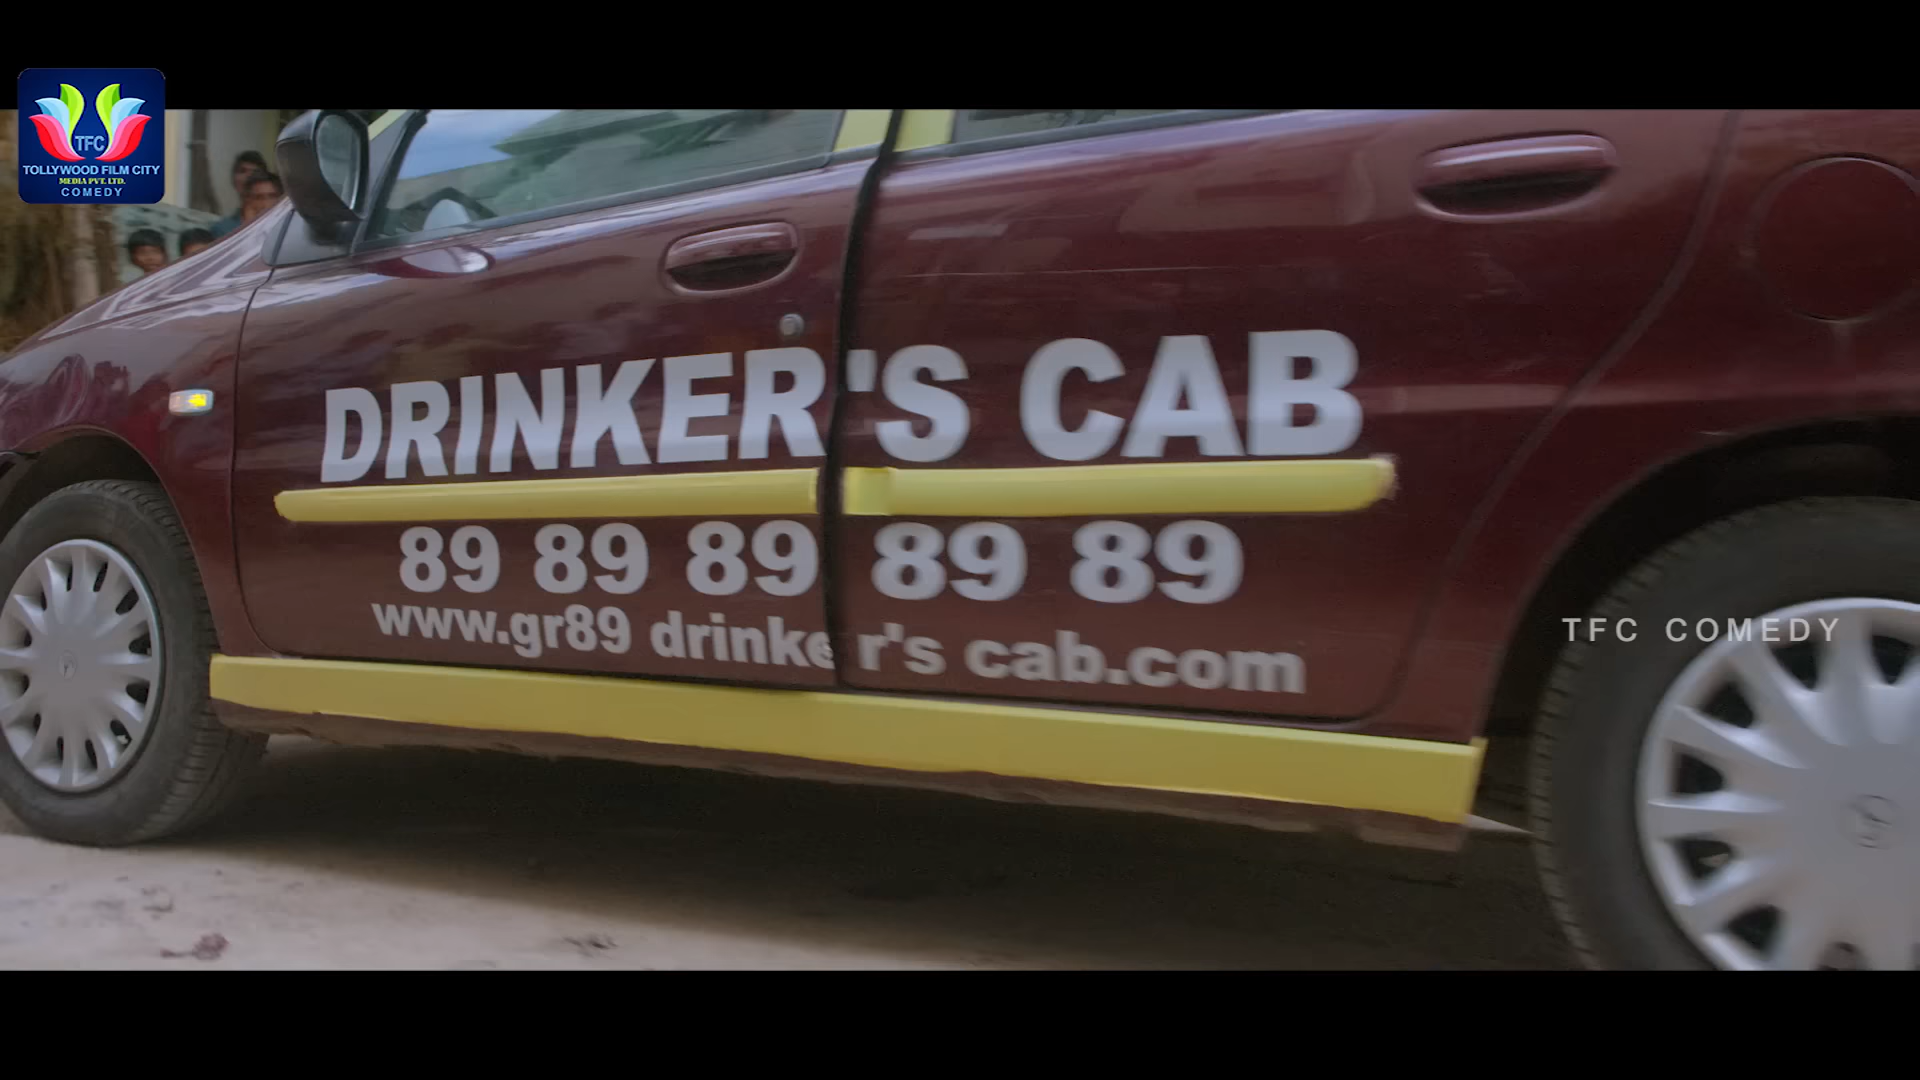 TFC
TOLLYWOOD FILM CITY
MEDIA PVT. LTD.
COMEDY
DRINKER'S CAB
89 89 89 89 89
www.gr89 drinker's cab.com
TFC COMEDY